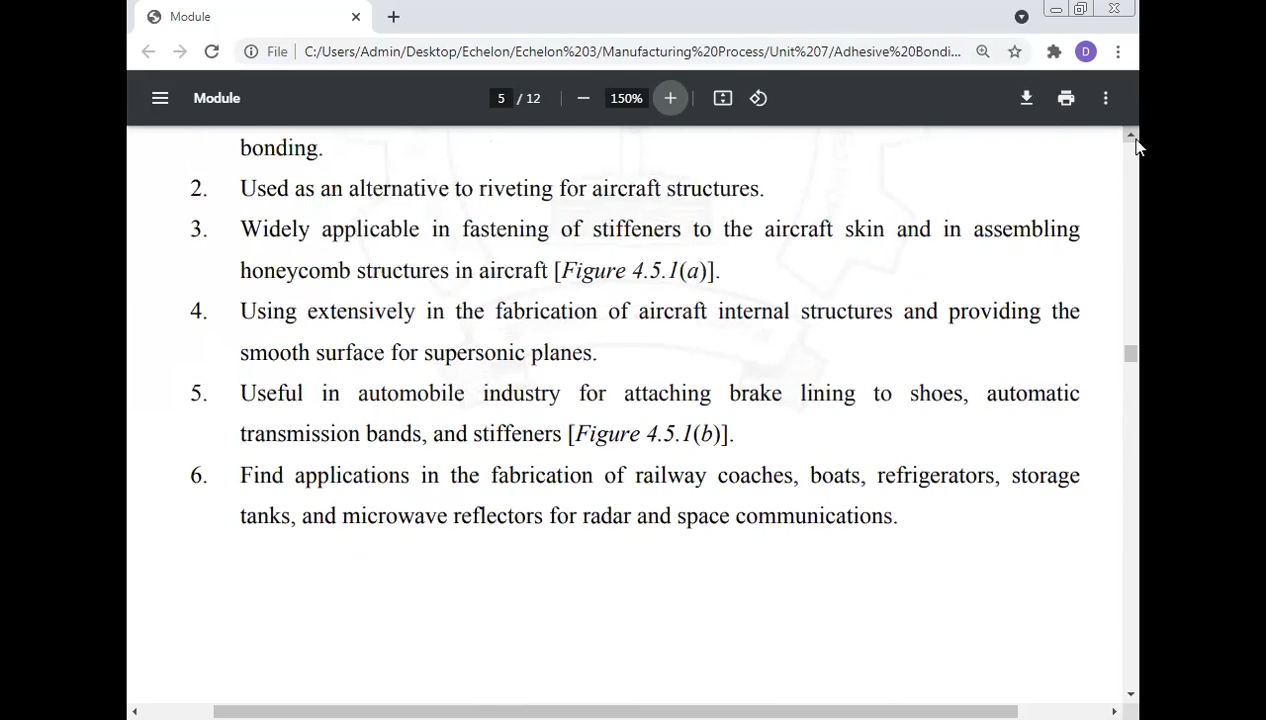 Module
File C:/Users/Admin/Desktop/Echelon/Echelon%203/Manufacturing%20Process/Unit%207/Adhesive%20Bondi... D
Module 5 / 12 150%
bonding.
2. Used as an alternative to riveting for aircraft structures.
3. Widely applicable in fastening of stiffeners to the aircraft skin and in assembling
honeycomb structures in aircraft [Figure 4.5.1(a)].
4. Using extensively in the fabrication of aircraft internal structures and providing the
smooth surface for supersonic planes.
5. Useful in automobile industry for attaching brake lining to shoes, automatic
transmission bands, and stiffeners [Figure 4.5.1(b)].
6. Find applications in the fabrication of railway coaches, boats, refrigerators, storage
tanks, and microwave reflectors for radar and space communications.